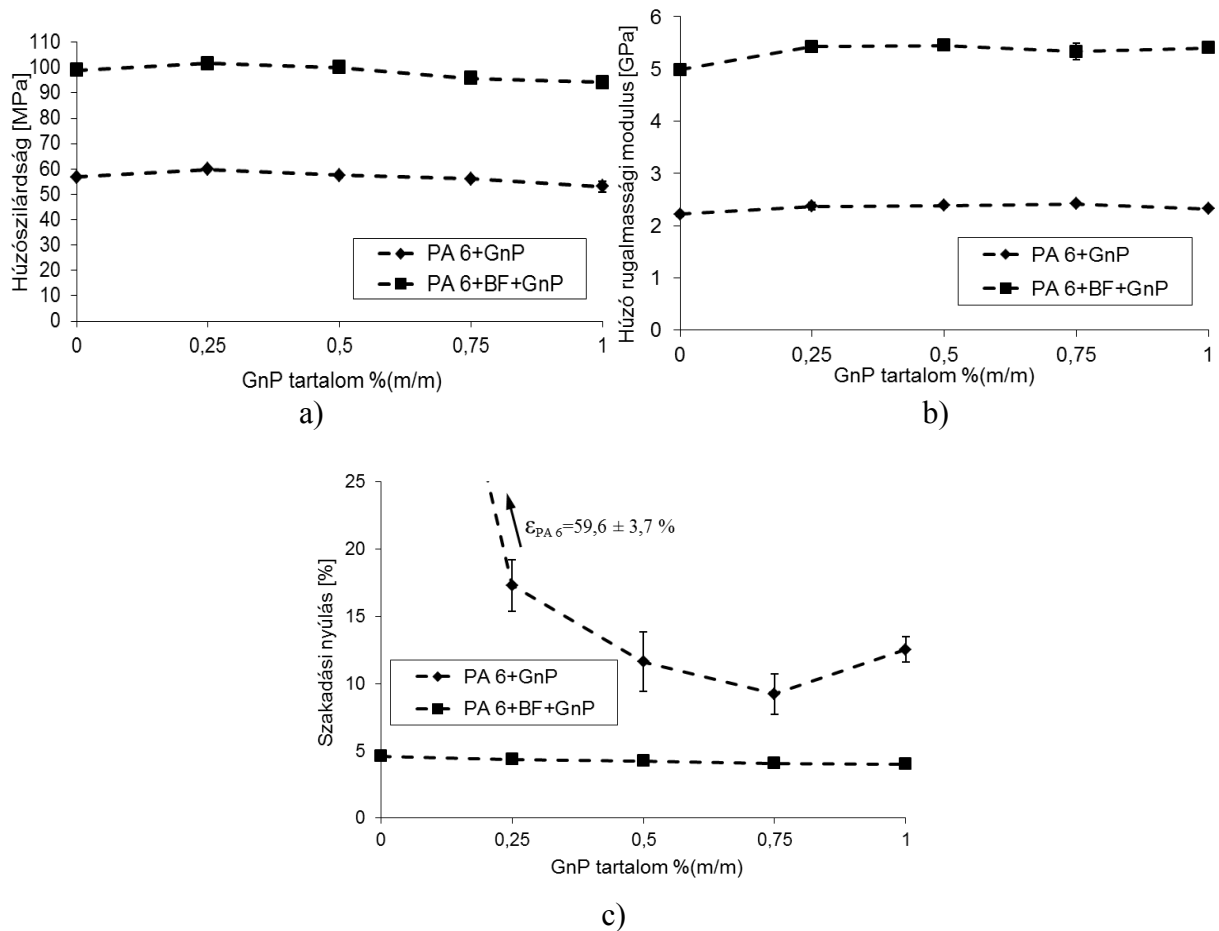 Húzószilárdság [MPa]
110
100
90
80
70
60
50
40
30
20
10
0
PA 6+GnP
PA 6+BF+GnP
0 0,25 0,5 0,75 1
GnP tartalom %(m/m)
a)
Húzó rugalmassági modulus [GPa]
6
5
4
3
2
1
0
PA 6+GnP
PA 6+BF+GnP
0 0,25 0,5 0,75 1
GnP tartalom %(m/m)
b)
Szakadási nyúlás [%]
25
20
15
10
5
0
εPA 6=59,6 ± 3,7 %
PA 6+GnP
PA 6+BF+GnP
0 0,25 0,5 0,75 1
GnP tartalom %(m/m)
c)